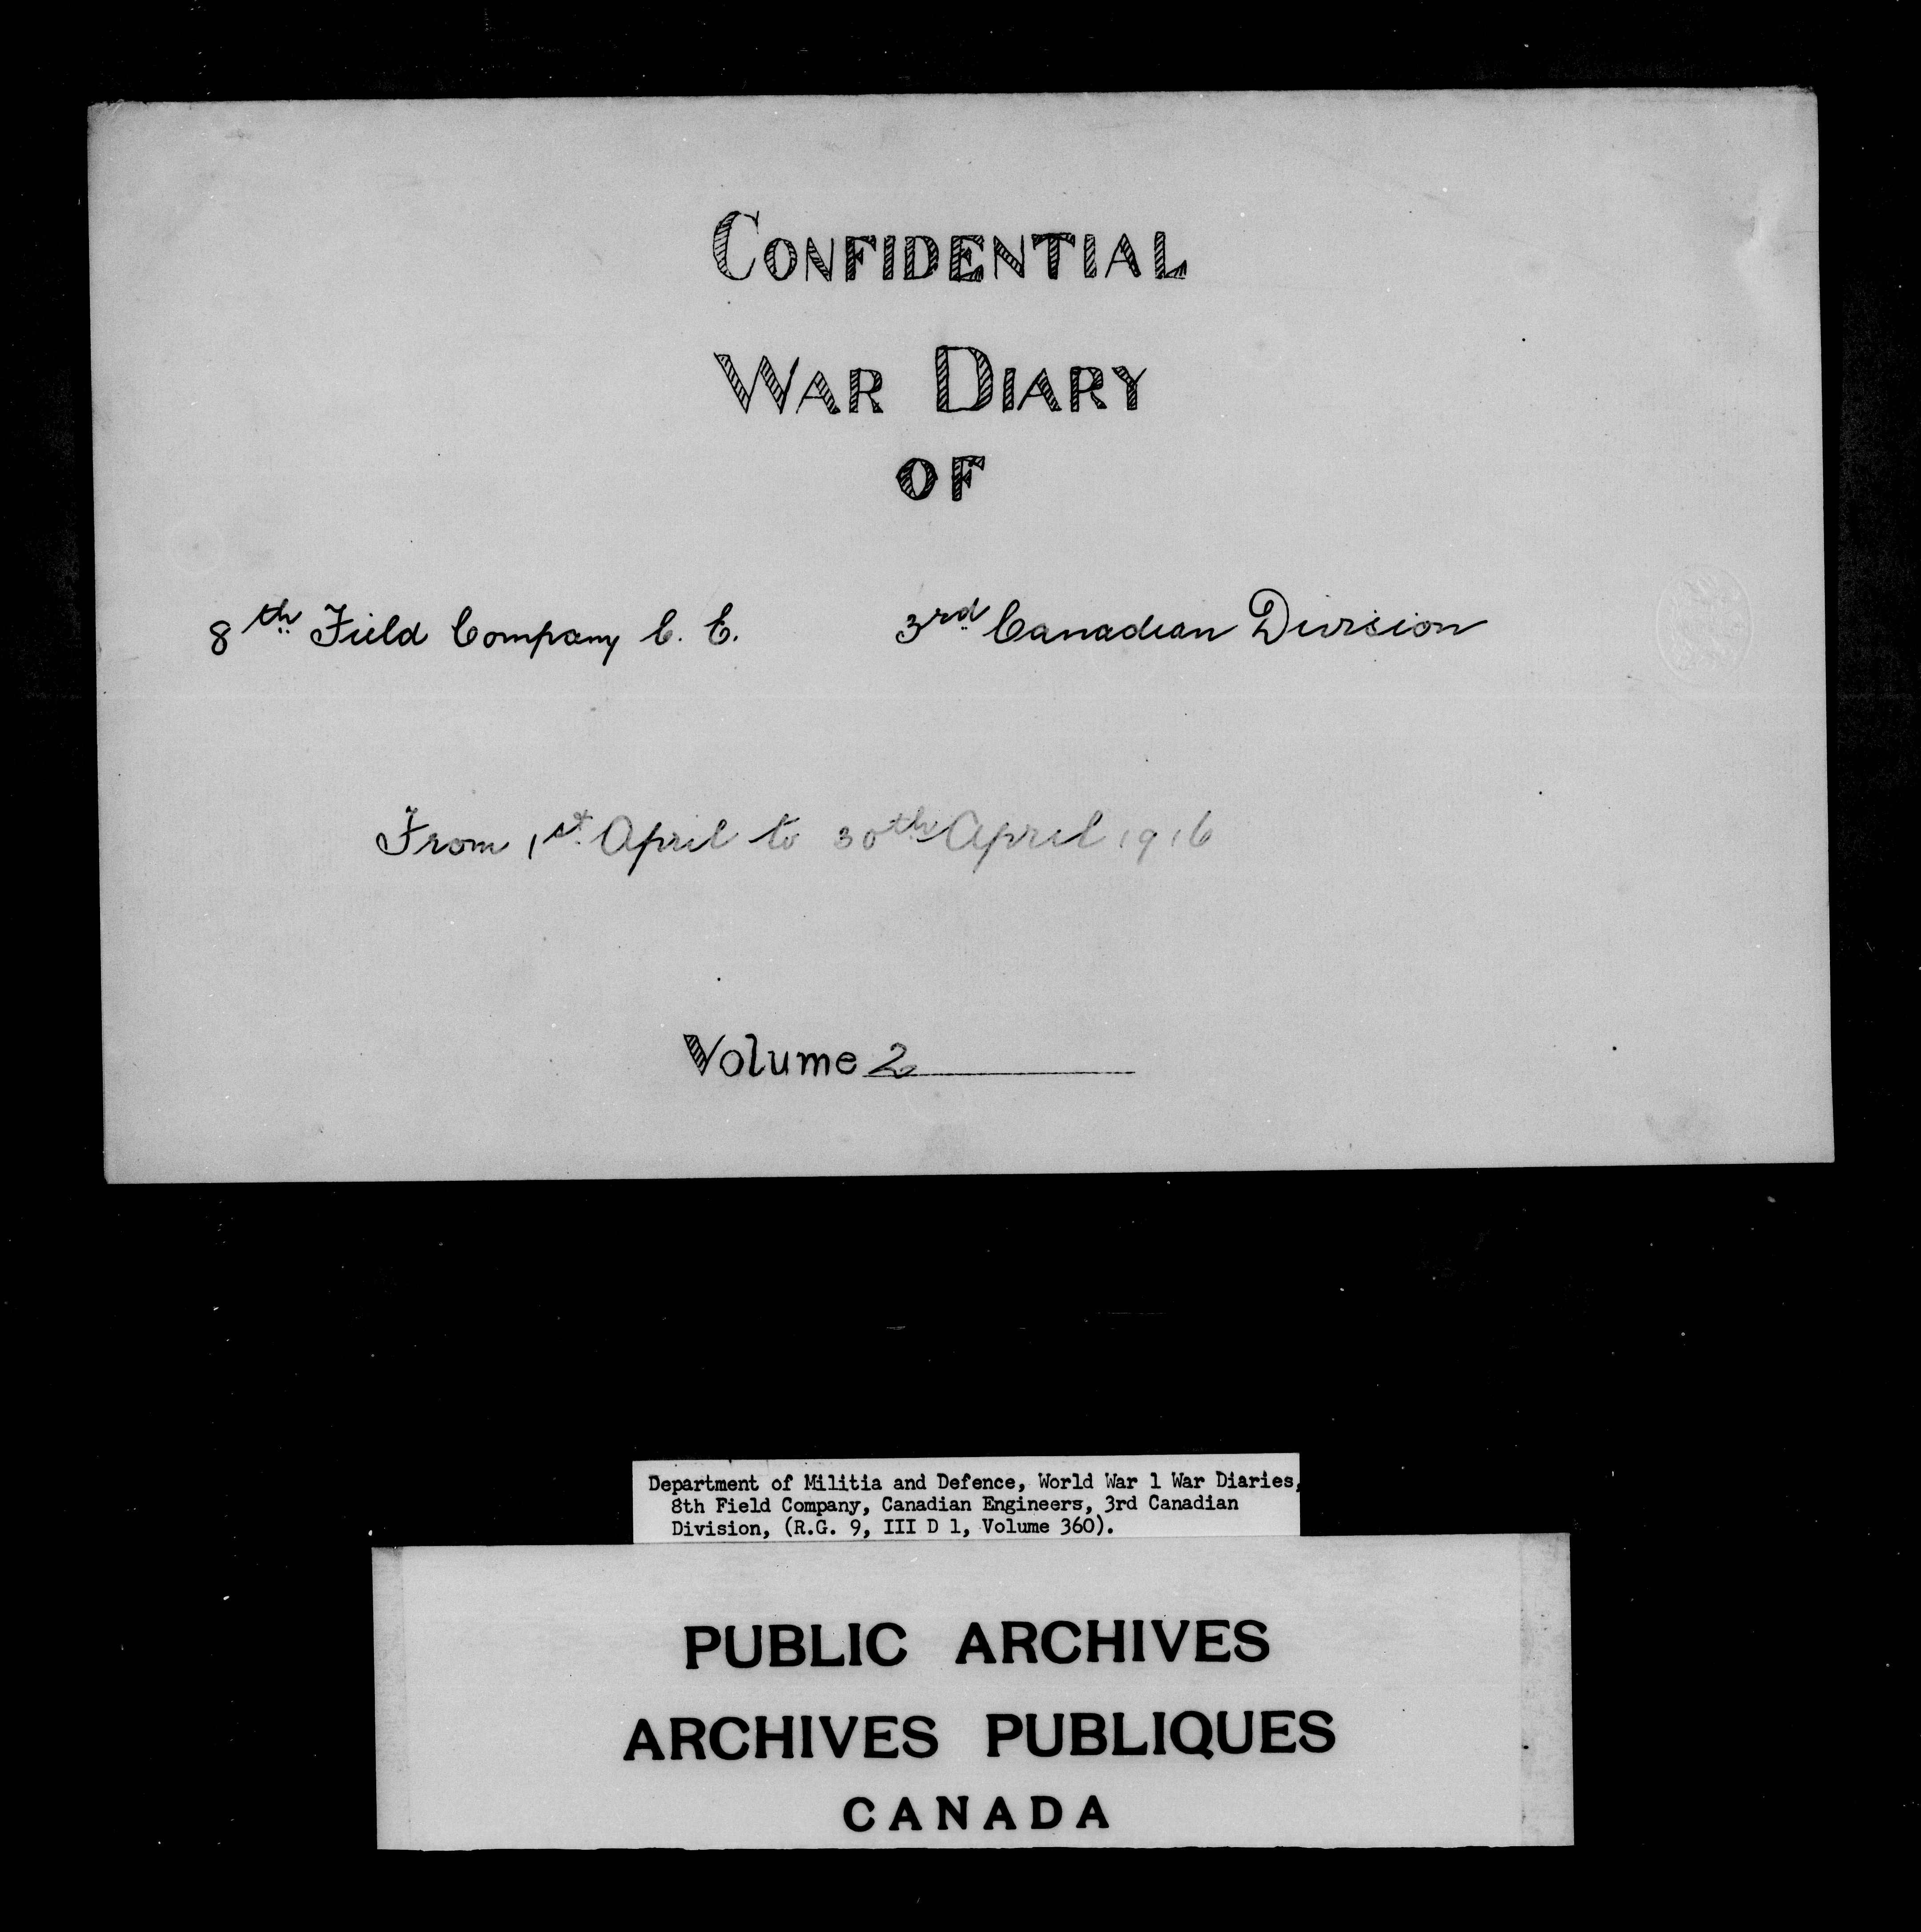 CONFIDENTIAL
WAR DIARY
OF
8th Field Company C. E. 3rd Canadian Division
From 1st April to 30th April 1916
Volume 2
Department of Militia and Defence, World War 1 War Diaries,
8th Field Company, Canadian Engineers, 3rd Canadian
Division, (R.G. 9, III D 1, Volume 360).
PUBLIC ARCHIVES
ARCHIVES PUBLIQUES
CANADA